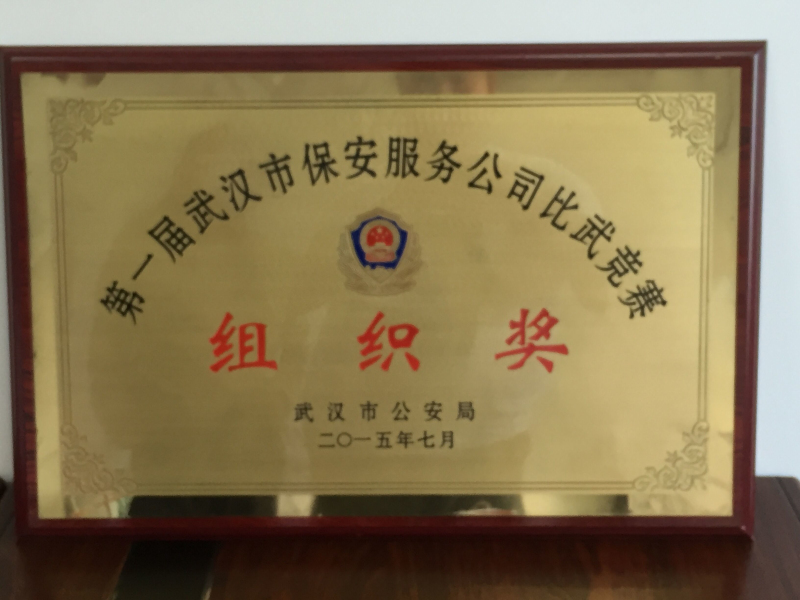 第一届武汉市保安服务公司比武竞赛
组织奖
武汉市公安局
二〇一五年七月